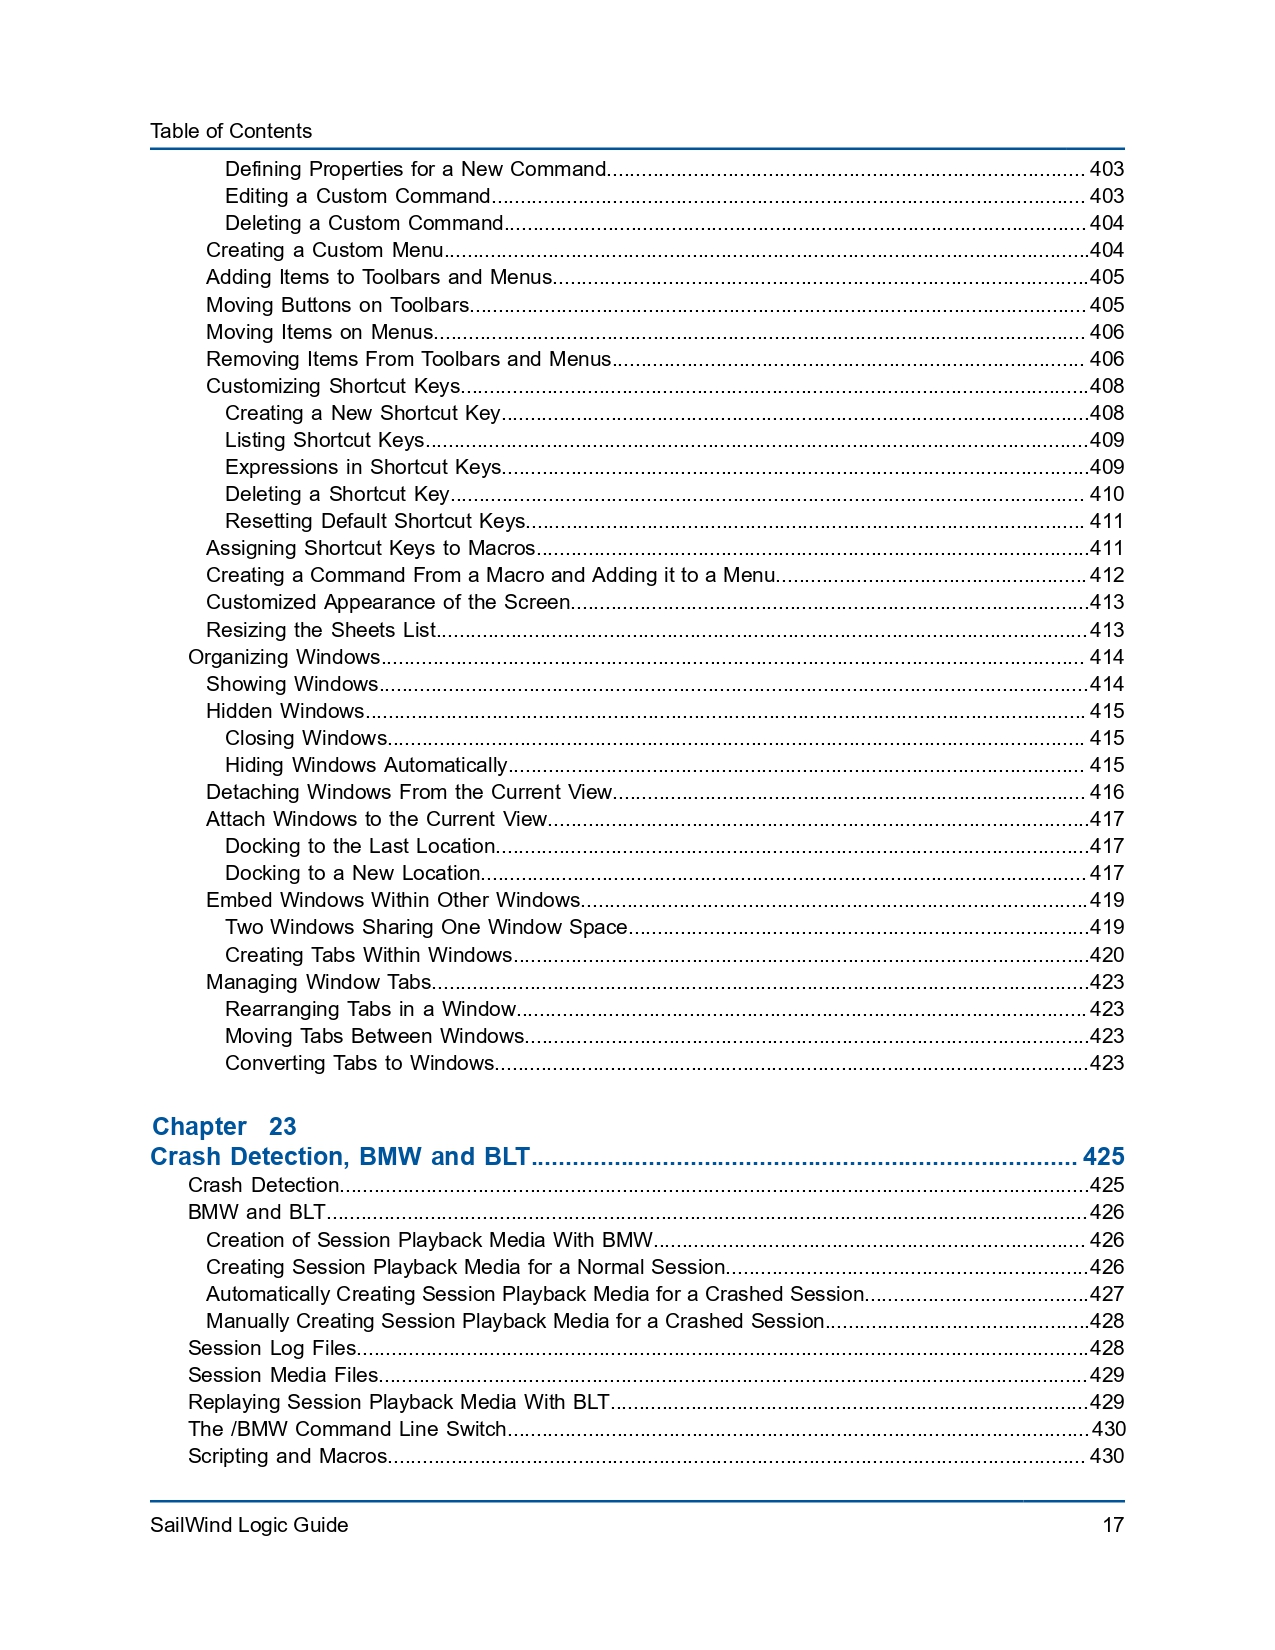 Table of Contents
Defining Properties for a New Command.................................................................................. 403
Editing a Custom Command...................................................................................................... 403
Deleting a Custom Command.................................................................................................... 404
Creating a Custom Menu...............................................................................................................404
Adding Items to Toolbars and Menus............................................................................................405
Moving Buttons on Toolbars.......................................................................................................... 405
Moving Items on Menus................................................................................................................ 406
Removing Items From Toolbars and Menus................................................................................. 406
Customizing Shortcut Keys............................................................................................................408
Creating a New Shortcut Key.....................................................................................................408
Listing Shortcut Keys..................................................................................................................409
Expressions in Shortcut Keys.....................................................................................................409
Deleting a Shortcut Key............................................................................................................. 410
Resetting Default Shortcut Keys................................................................................................ 411
Assigning Shortcut Keys to Macros...............................................................................................411
Creating a Command From a Macro and Adding it to a Menu..................................................... 412
Customized Appearance of the Screen.........................................................................................413
Resizing the Sheets List................................................................................................................413
Organizing Windows......................................................................................................................... 414
Showing Windows..........................................................................................................................414
Hidden Windows............................................................................................................................ 415
Closing Windows........................................................................................................................ 415
Hiding Windows Automatically................................................................................................... 415
Detaching Windows From the Current View................................................................................. 416
Attach Windows to the Current View.............................................................................................417
Docking to the Last Location......................................................................................................417
Docking to a New Location........................................................................................................ 417
Embed Windows Within Other Windows.......................................................................................419
Two Windows Sharing One Window Space...............................................................................419
Creating Tabs Within Windows...................................................................................................420
Managing Window Tabs.................................................................................................................423
Rearranging Tabs in a Window.................................................................................................. 423
Moving Tabs Between Windows.................................................................................................423
Converting Tabs to Windows......................................................................................................423
Chapter 23
Crash Detection, BMW and BLT............................................................................... 425
Crash Detection.................................................................................................................................425
BMW and BLT...................................................................................................................................426
Creation of Session Playback Media With BMW.......................................................................... 426
Creating Session Playback Media for a Normal Session..............................................................426
Automatically Creating Session Playback Media for a Crashed Session......................................427
Manually Creating Session Playback Media for a Crashed Session.............................................428
Session Log Files..............................................................................................................................428
Session Media Files..........................................................................................................................429
Replaying Session Playback Media With BLT..................................................................................429
The /BMW Command Line Switch....................................................................................................430
Scripting and Macros........................................................................................................................ 430
SailWind Logic Guide 17